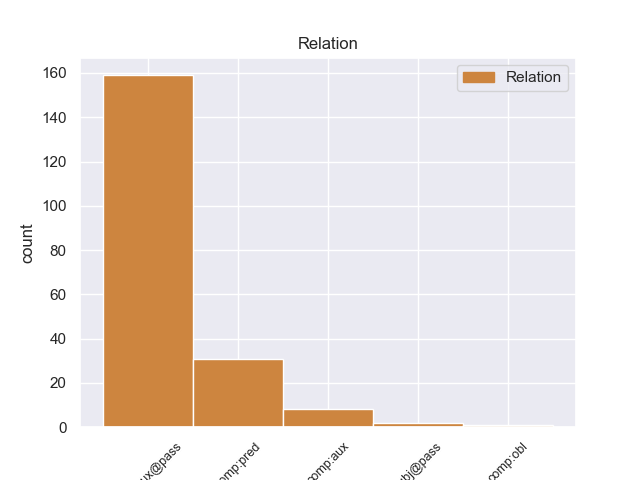 Relation
Relation
count
160
140
120
100
80
60
40
20
0
ux@pass
omp:pred
comp:aux
bj@pass
comp:obl